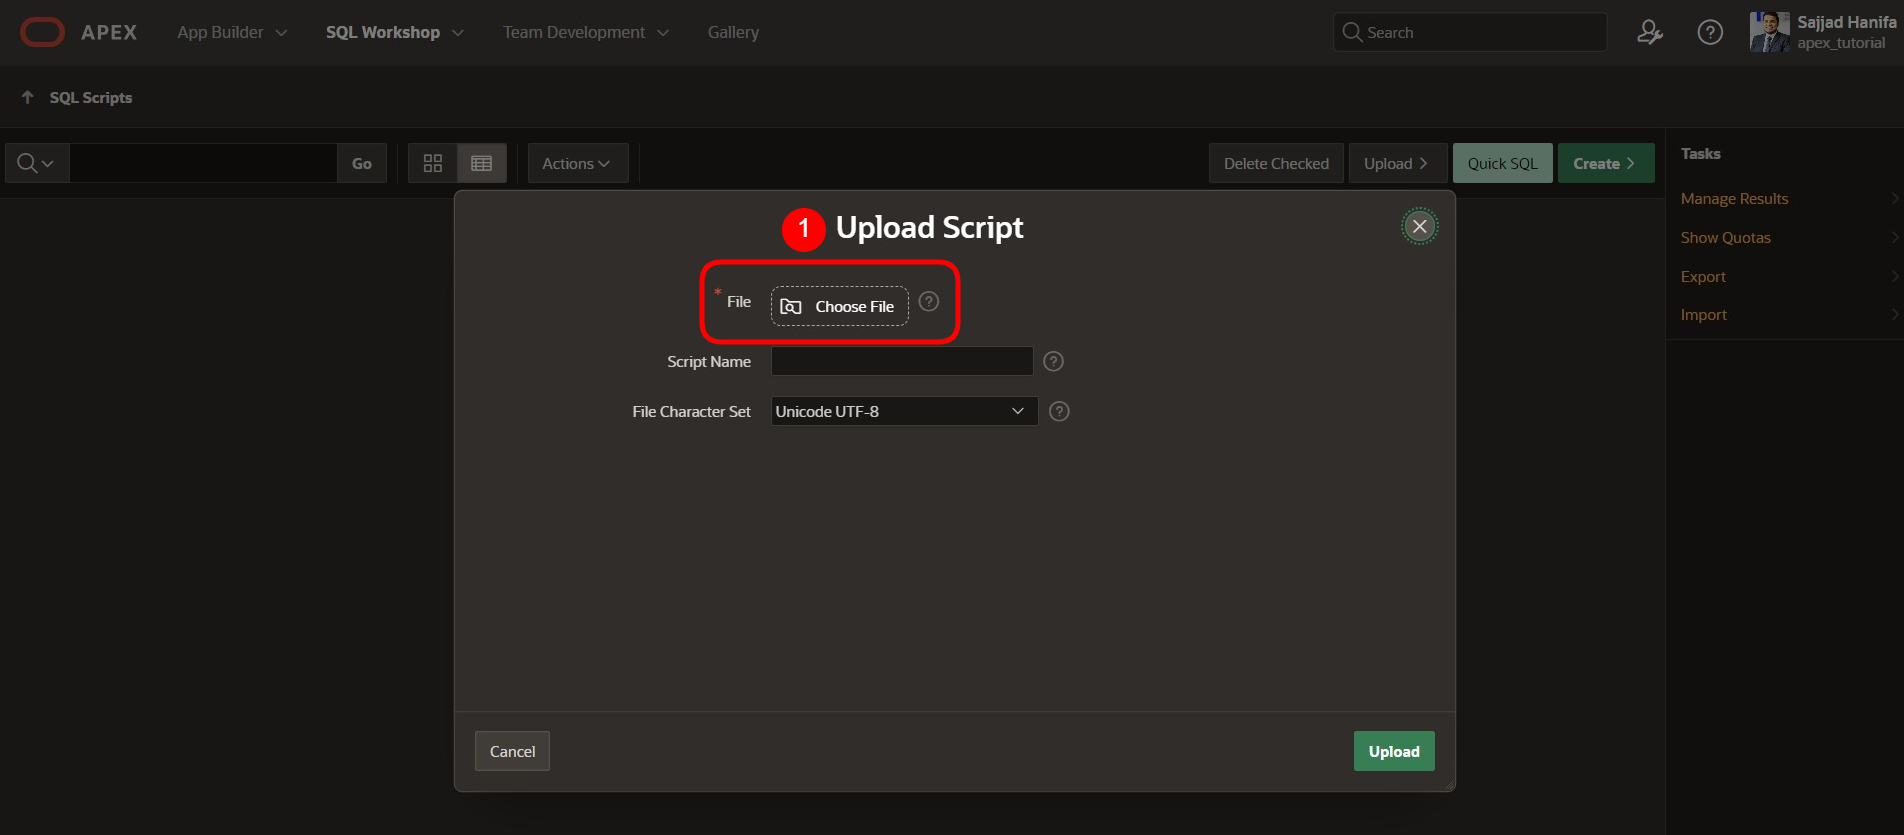 APEX
App Builder
SQL Workshop
Team Development
Gallery
Search
Sajjad Hanifa
apex_tutorial
SQL Scripts
Go
Actions
Delete Checked
Upload
Quick SQL
Create
Tasks
Manage Results
Show Quotas
Export
Import
1 Upload Script
* File
Choose File
Script Name
File Character Set
Unicode UTF-8
Cancel
Upload